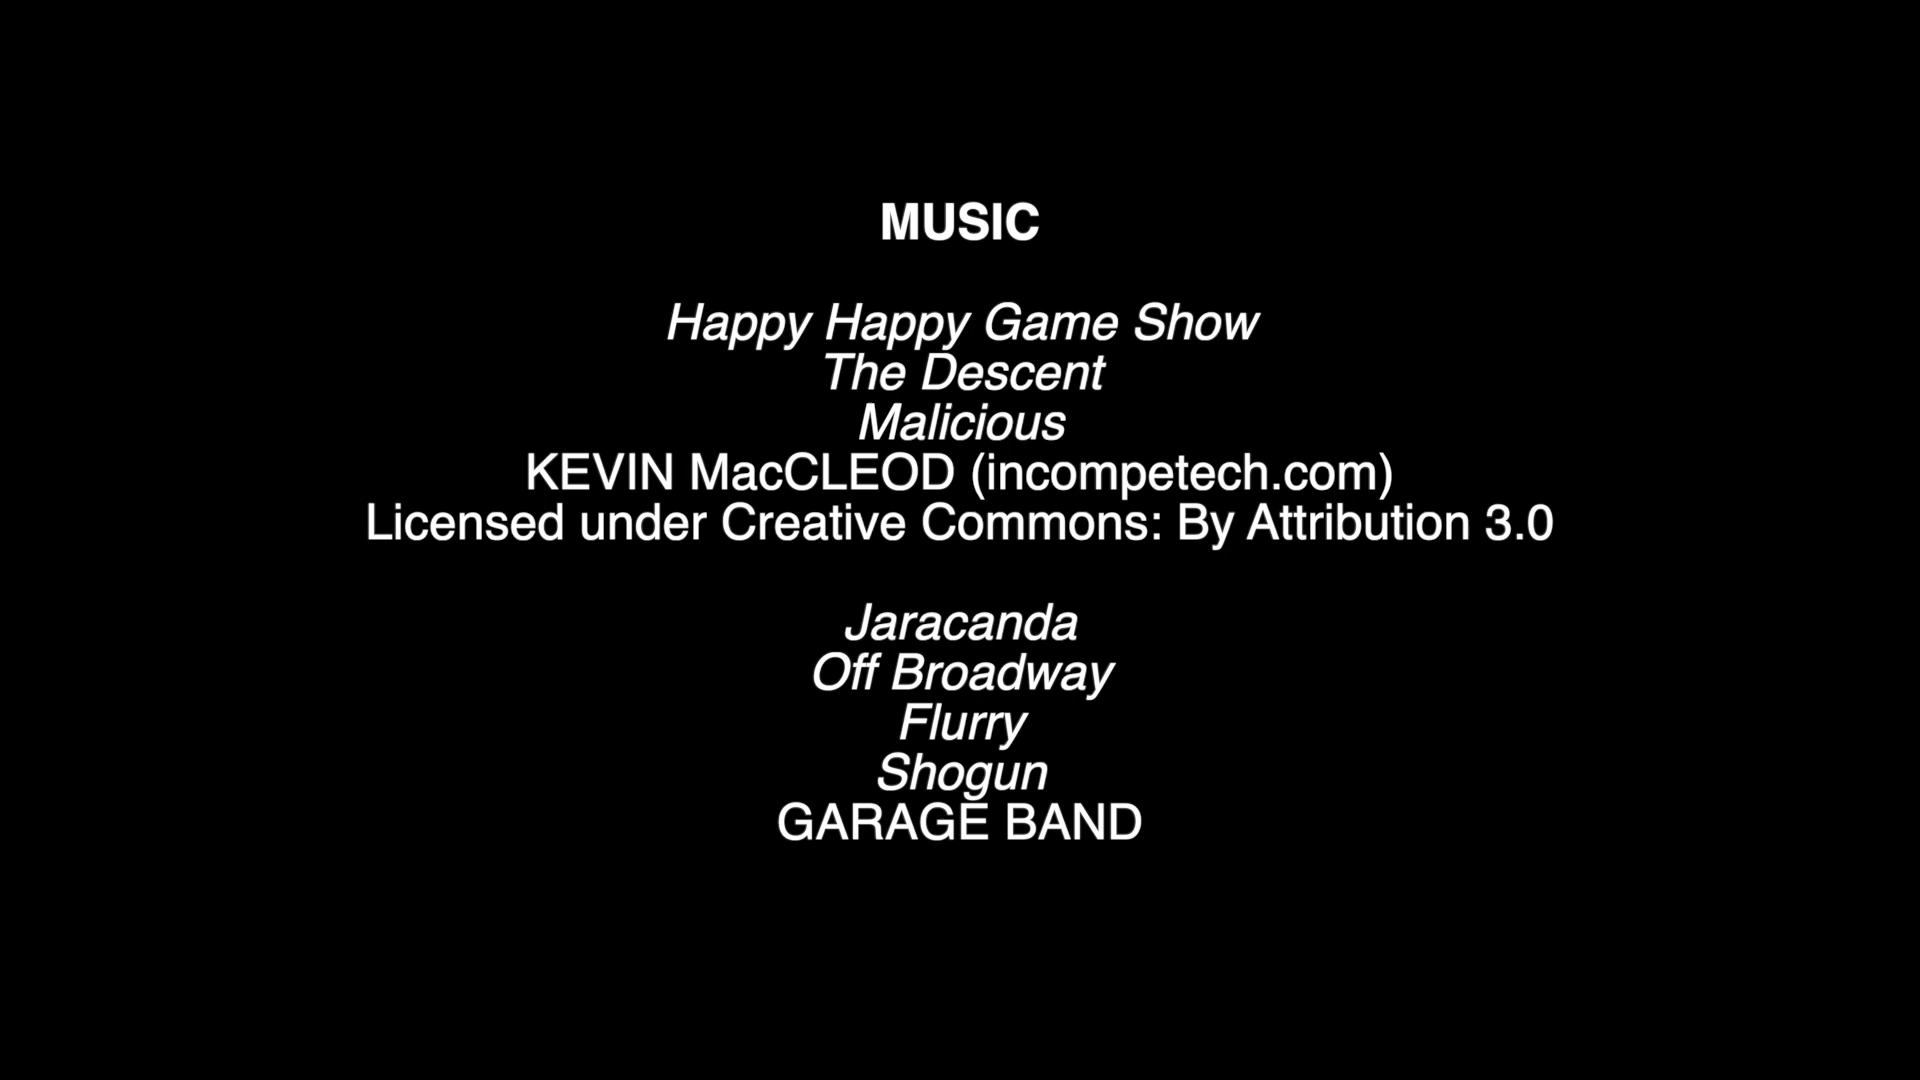 MUSIC
Happy Happy Game Show
The Descent
Malicious
KEVIN MacCLEOD (incompetech.com)
Licensed under Creative Commons: By Attribution 3.0
Jaracanda
Off Broadway
Flurry
Shogun
GARAGE BAND